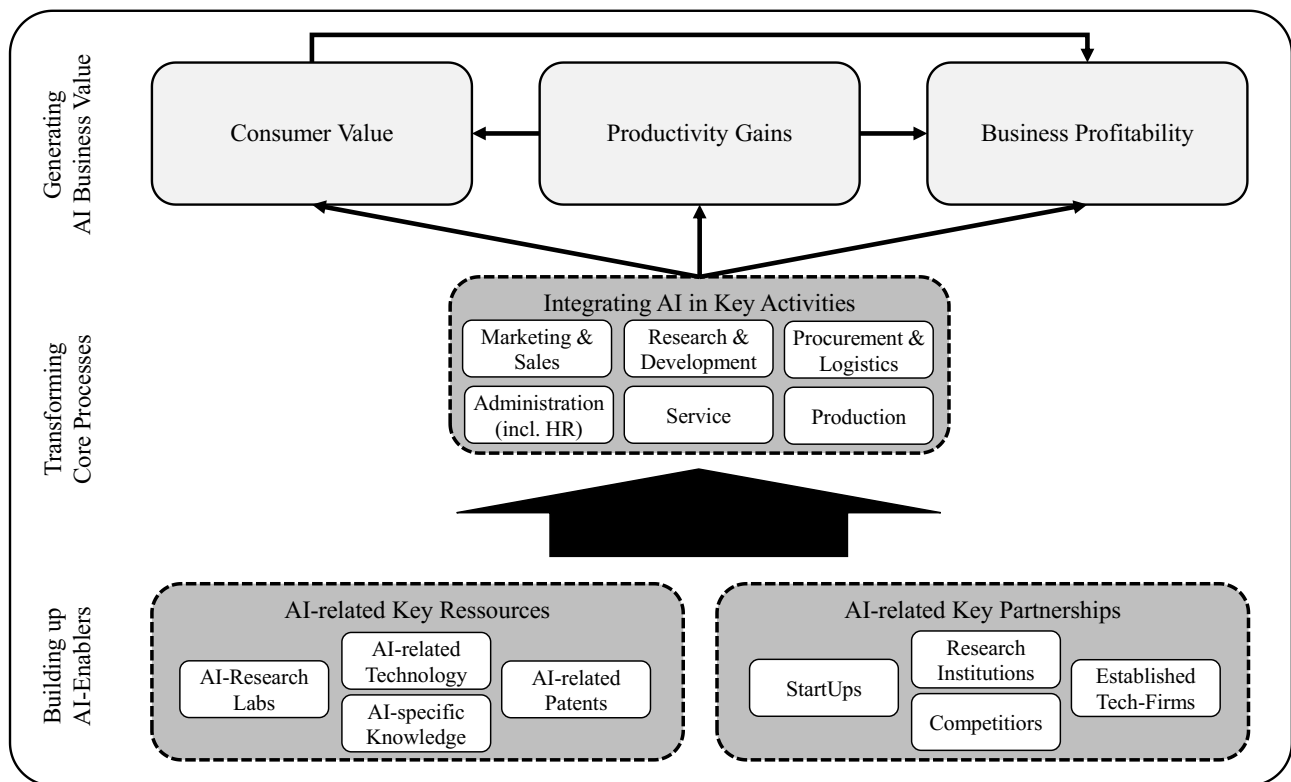 Generating
AI Business Value
Consumer Value
Productivity Gains
Business Profitability
Transforming
Core Processes
Integrating AI in Key Activities
Marketing &
Sales
Research &
Development
Procurement &
Logistics
Administration
(incl. HR)
Service
Production
Building up
AI-Enablers
AI-related Key Ressources
AI-Research
Labs
AI-related
Technology
AI-specific
Knowledge
AI-related
Patents
AI-related Key Partnerships
StartUps
Research
Institutions
Competitiors
Established
Tech-Firms